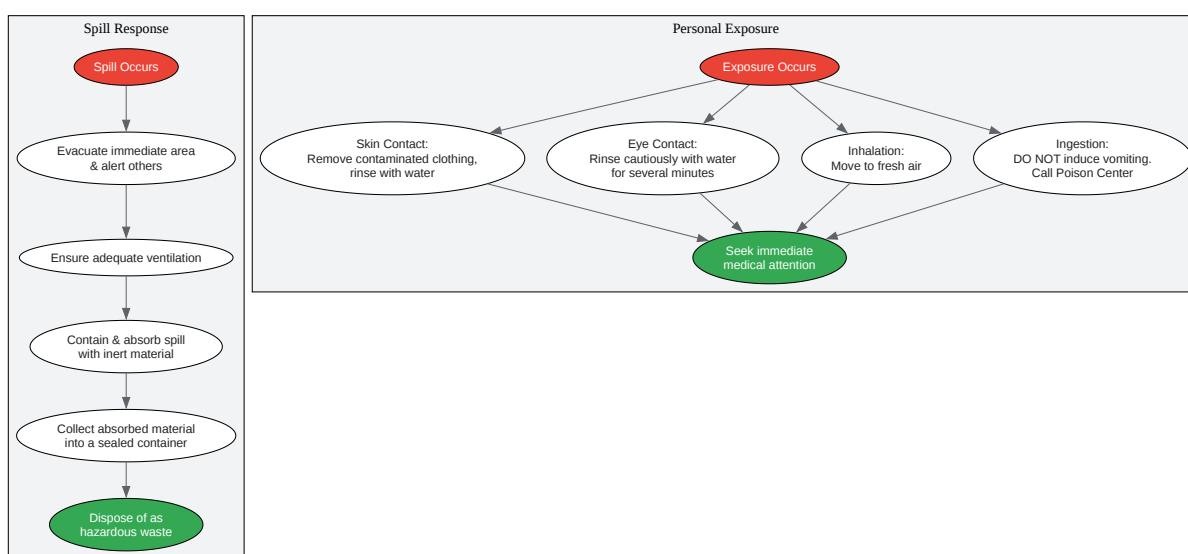 Spill Response
Spill Occurs
Evacuate immediate area
& alert others
Ensure adequate ventilation
Contain & absorb spill
with inert material
Collect absorbed material
into a sealed container
Dispose of as
hazardous waste
Personal Exposure
Exposure Occurs
Skin Contact:
Remove contaminated clothing,
rinse with water
Eye Contact:
Rinse cautiously with water
for several minutes
Inhalation:
Move to fresh air
Ingestion:
DO NOT induce vomiting.
Call Poison Center
Seek immediate
medical attention